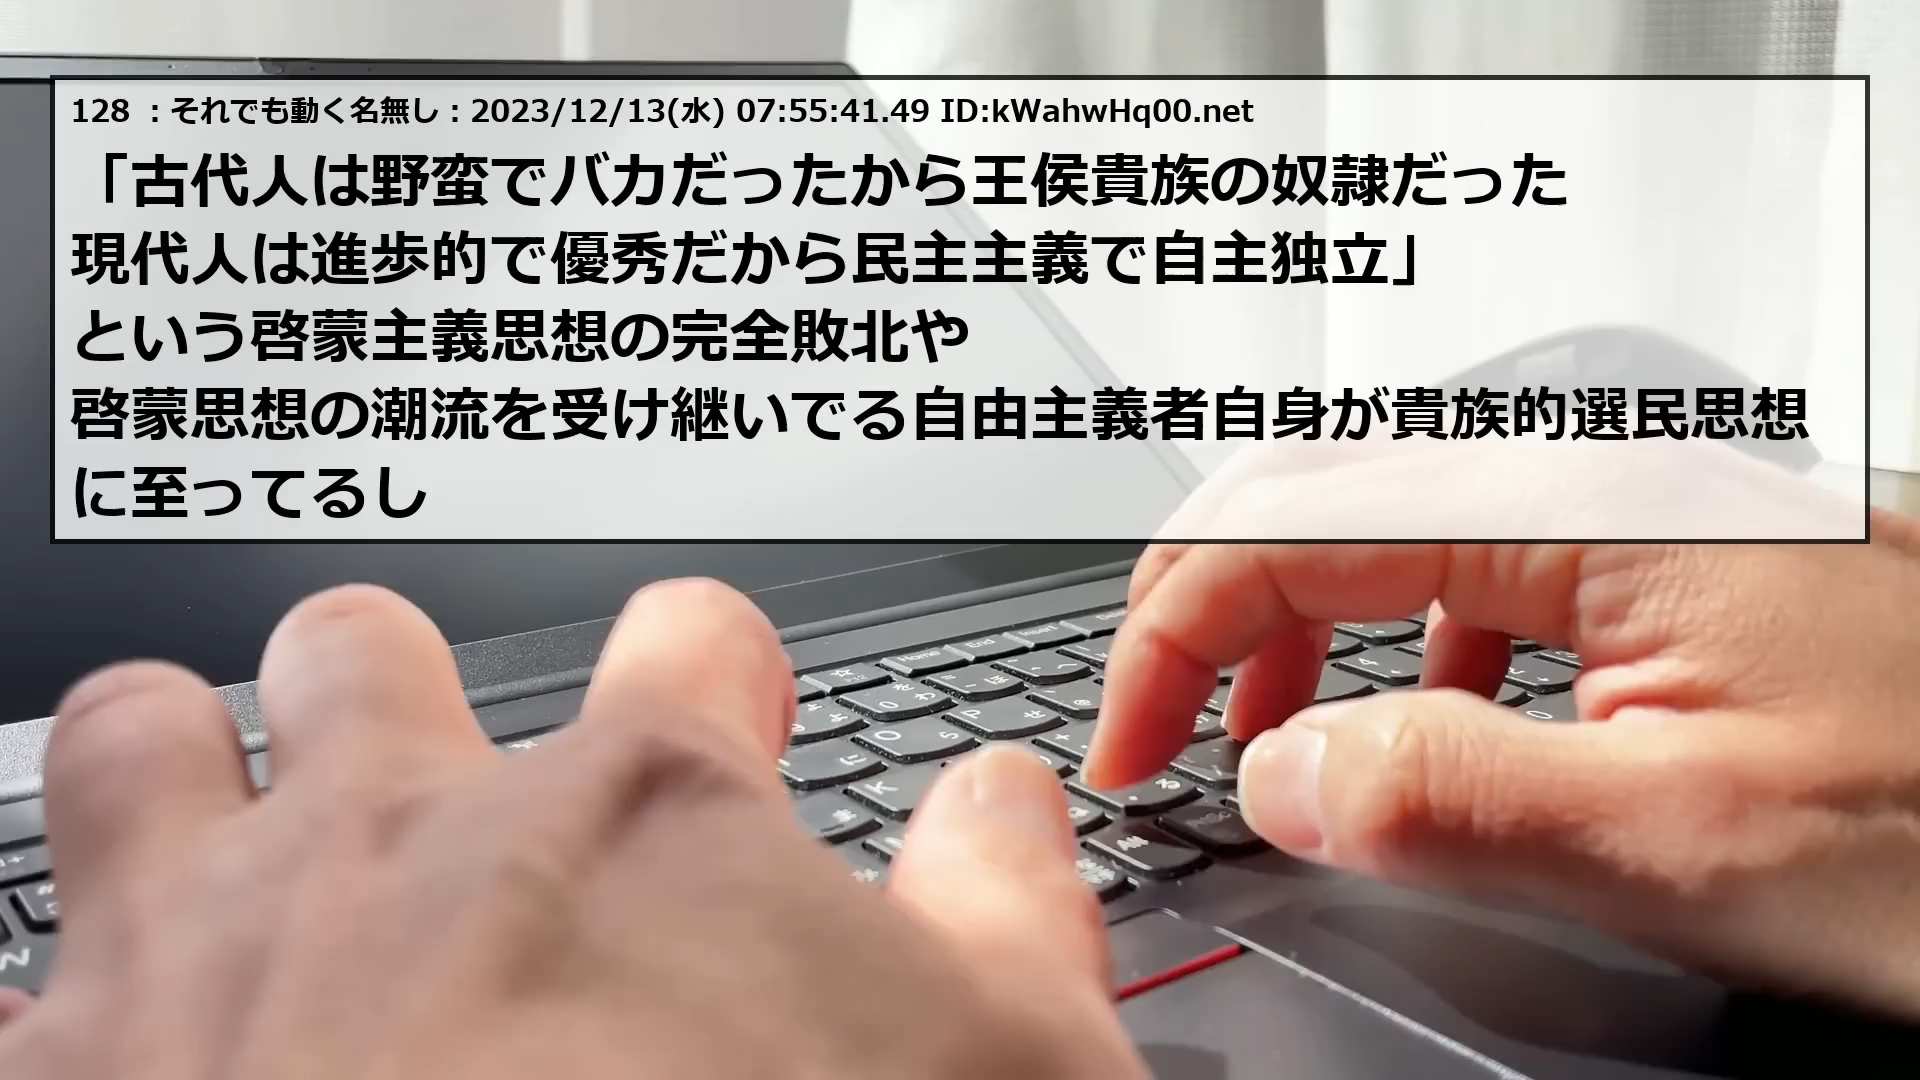 128 ：それでも動く名無し：2023/12/13(水) 07:55:41.49 ID:kWahwHq00.net
「古代人は野蛮でバカだったから王侯貴族の奴隷だった
現代人は進歩的で優秀だから民主主義で自主独立」
という啓蒙主義思想の完全敗北や
啓蒙思想の潮流を受け継いでる自由主義者自身が貴族的選民思想
に至ってるし
Home
End
Insert